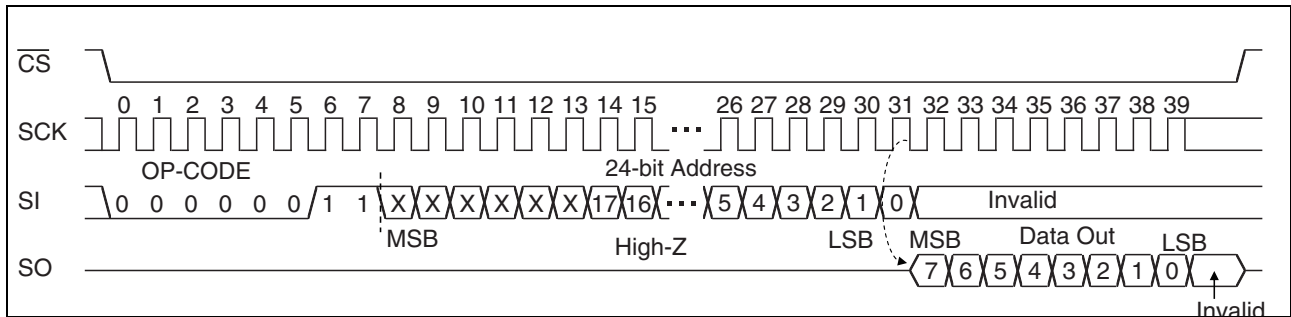 CS
0 1 2 3 4 5 6 7 8 9 10 11 12 13 14 15 26 27 28 29 30 31 32 33 34 35 36 37 38 39
SCK ...
OP-CODE 24-bit Address
SI 0 0 0 0 0 0 1 1 X X X X X X 17 16 ... 5 4 3 2 1 0 Invalid
MSB High-Z LSB MSB Data Out LSB
SO 7 6 5 4 3 2 1 0
Invalid